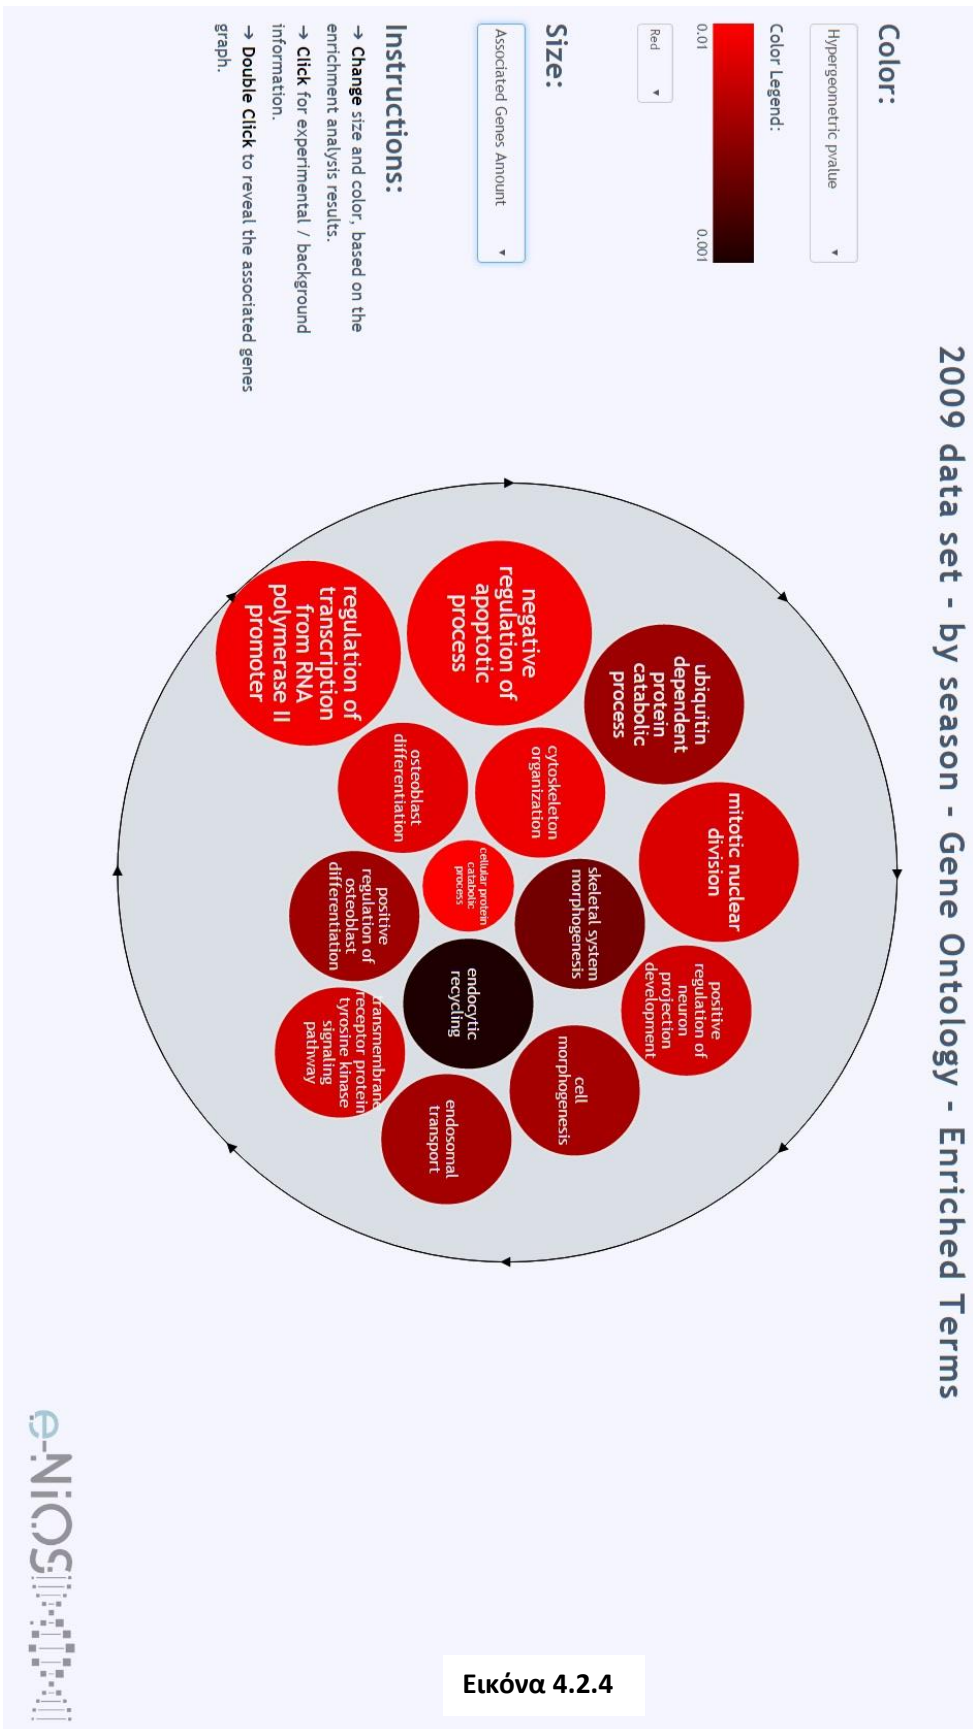 2009 data set - by season - Gene Ontology - Enriched Terms
Color:
Hypergeometric pvalue
Color Legend:
0.01 0.001
Red
Size:
Associated Genes Amount
Instructions:
→ Change size and color, based on the
enrichment analysis results.
→ Click for experimental / background
information.
→ Double Click to reveal the associated genes
graph.
ubiquitin
dependent
protein
catabolic
process
mitotic nuclear
division
positive
regulation of
neuron
projection
development
negative
regulation of
apoptotic
process
cytoskeleton
organization
skeletal system
morphogenesis
cell
morphogenesis
regulation of
transcription
from RNA
polymerase II
promoter
osteoblast
differentiation
cellular protein
catabolic
process
endocytic
recycling
endosomal
transport
positive
regulation of
osteoblast
differentiation
transmembrane
receptor protein
tyrosine kinase
signaling
pathway
e-NiOS
Εικόνα 4.2.4